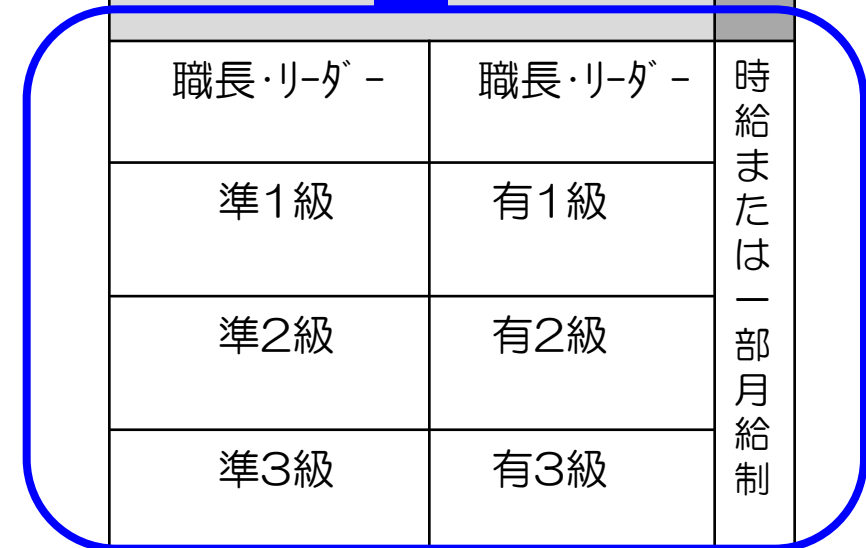 職長・ﾘｰﾀﾞｰ 職長・ﾘｰﾀﾞｰ
準1級 有1級
準2級 有2級
準3級 有3級
時給または一部月給制